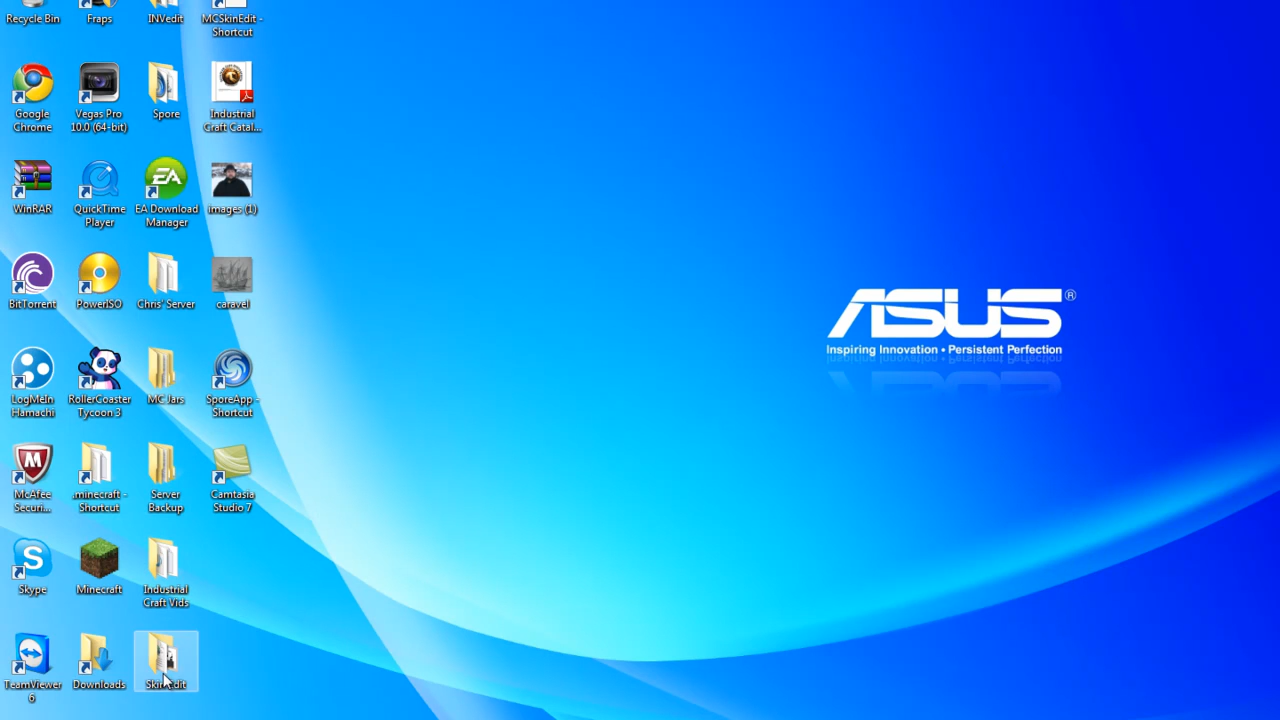 Recycle Bin
Fraps
INVedit
MCSkinEdit -
Shortcut
Google
Chrome
Vegas Pro
10.0 (64-bit)
Spore
Industrial
Craft Catal...
WinRAR
QuickTime
Player
EA
EA Download
Manager
images (1)
BitTorrent
PowerISO
Chris' Server
caravel
LogMeIn
Hamachi
RollerCoaster
Tycoon 3
MC Jars
SporeApp -
Shortcut
McAfee
Securi...
.minecraft -
Shortcut
Server
Backup
Camtasia
Studio 7
Skype
Minecraft
Industrial
Craft Vids
TeamViewer
6
Downloads
SkinEdit
ASUS®
Inspiring Innovation • Persistent Perfection